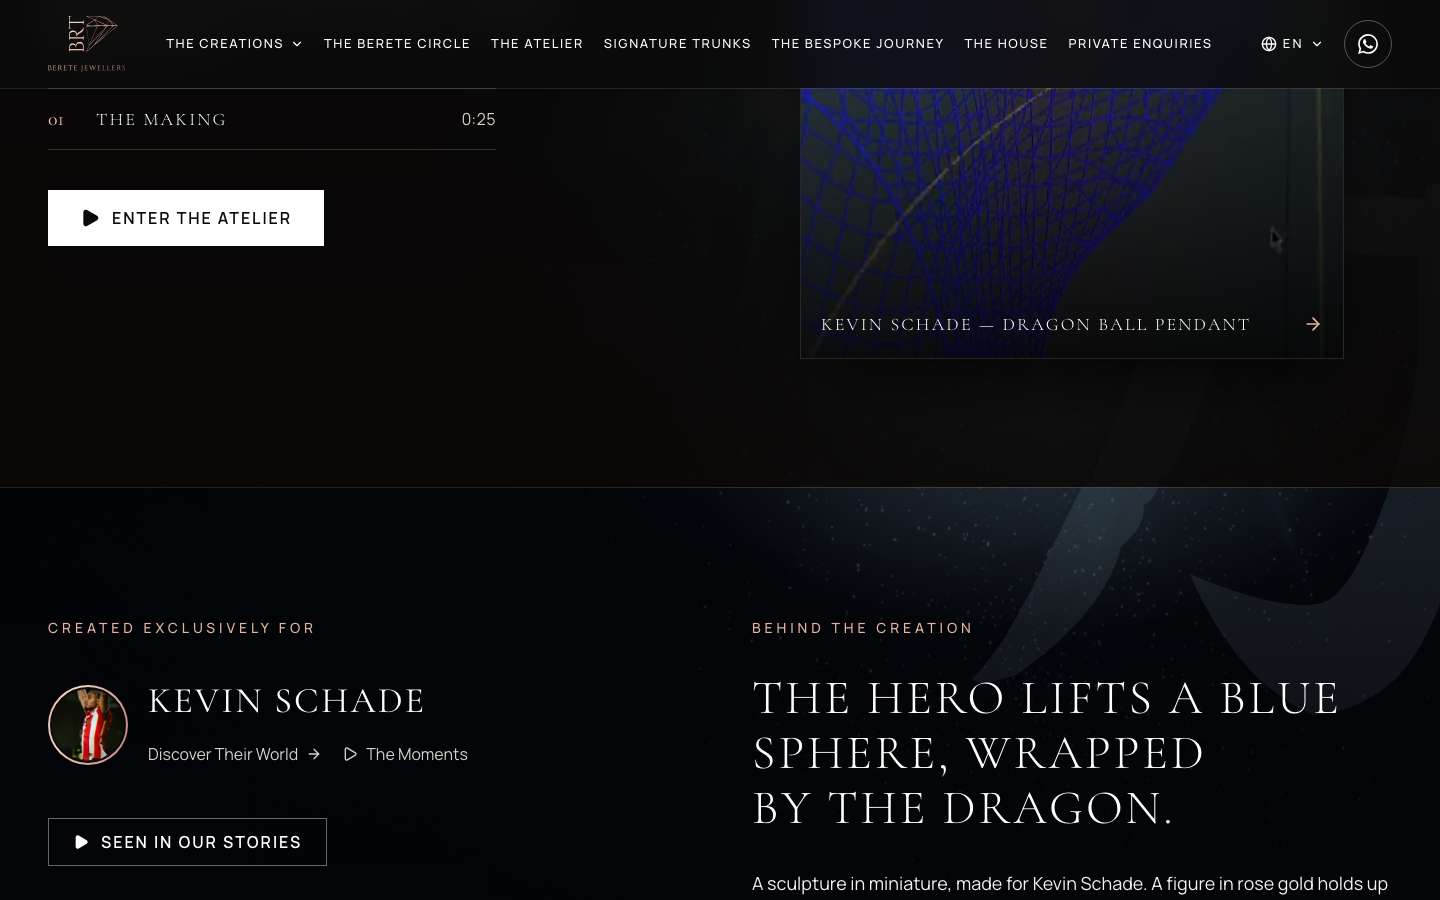 BRT
BERETE JEWELLERS
THE CREATIONS
THE BERETE CIRCLE
THE ATELIER
SIGNATURE TRUNKS
THE BESPOKE JOURNEY
THE HOUSE
PRIVATE ENQUIRIES
EN
01 THE MAKING 0:25
ENTER THE ATELIER
KEVIN SCHADE — DRAGON BALL PENDANT
CREATED EXCLUSIVELY FOR
KEVIN SCHADE
Discover Their World
The Moments
SEEN IN OUR STORIES
BEHIND THE CREATION
THE HERO LIFTS A BLUE
SPHERE, WRAPPED
BY THE DRAGON.
A sculpture in miniature, made for Kevin Schade. A figure in rose gold holds up